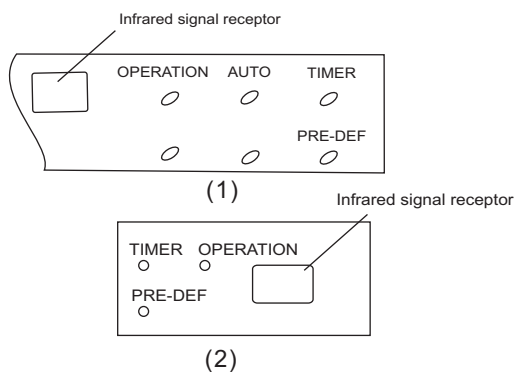 Infrared signal receptor
OPERATION AUTO TIMER
PRE-DEF
(1)
Infrared signal receptor
TIMER OPERATION
PRE-DEF
(2)